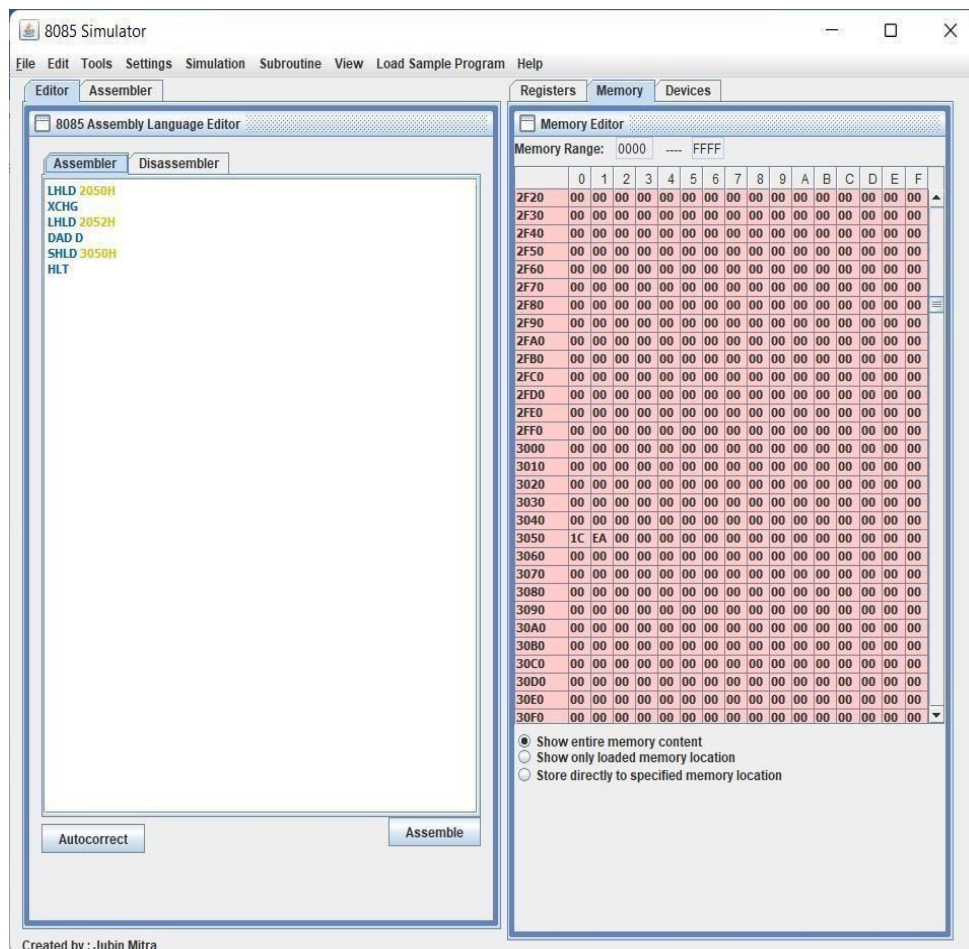 8085 Simulator
File Edit Tools Settings Simulation Subroutine View Load Sample Program Help
Editor Assembler
8085 Assembly Language Editor
Assembler Disassembler
LHLD 2050H
XCHG
LHLD 2052H
DAD D
SHLD 3050H
HLT
Autocorrect
Assemble
Registers Memory Devices
Memory Editor
Memory Range: 0000 ---- FFFF
0 1 2 3 4 5 6 7 8 9 A B C D E F
2F20 00 00 00 00 00 00 00 00 00 00 00 00 00 00 00 00
2F30 00 00 00 00 00 00 00 00 00 00 00 00 00 00 00 00
2F40 00 00 00 00 00 00 00 00 00 00 00 00 00 00 00 00
2F50 00 00 00 00 00 00 00 00 00 00 00 00 00 00 00 00
2F60 00 00 00 00 00 00 00 00 00 00 00 00 00 00 00 00
2F70 00 00 00 00 00 00 00 00 00 00 00 00 00 00 00 00
2F80 00 00 00 00 00 00 00 00 00 00 00 00 00 00 00 00
2F90 00 00 00 00 00 00 00 00 00 00 00 00 00 00 00 00
2FA0 00 00 00 00 00 00 00 00 00 00 00 00 00 00 00 00
2FB0 00 00 00 00 00 00 00 00 00 00 00 00 00 00 00 00
2FC0 00 00 00 00 00 00 00 00 00 00 00 00 00 00 00 00
2FD0 00 00 00 00 00 00 00 00 00 00 00 00 00 00 00 00
2FE0 00 00 00 00 00 00 00 00 00 00 00 00 00 00 00 00
2FF0 00 00 00 00 00 00 00 00 00 00 00 00 00 00 00 00
3000 00 00 00 00 00 00 00 00 00 00 00 00 00 00 00 00
3010 00 00 00 00 00 00 00 00 00 00 00 00 00 00 00 00
3020 00 00 00 00 00 00 00 00 00 00 00 00 00 00 00 00
3030 00 00 00 00 00 00 00 00 00 00 00 00 00 00 00 00
3040 00 00 00 00 00 00 00 00 00 00 00 00 00 00 00 00
3050 1C EA 00 00 00 00 00 00 00 00 00 00 00 00 00 00
3060 00 00 00 00 00 00 00 00 00 00 00 00 00 00 00 00
3070 00 00 00 00 00 00 00 00 00 00 00 00 00 00 00 00
3080 00 00 00 00 00 00 00 00 00 00 00 00 00 00 00 00
3090 00 00 00 00 00 00 00 00 00 00 00 00 00 00 00 00
30A0 00 00 00 00 00 00 00 00 00 00 00 00 00 00 00 00
30B0 00 00 00 00 00 00 00 00 00 00 00 00 00 00 00 00
30C0 00 00 00 00 00 00 00 00 00 00 00 00 00 00 00 00
30D0 00 00 00 00 00 00 00 00 00 00 00 00 00 00 00 00
30E0 00 00 00 00 00 00 00 00 00 00 00 00 00 00 00 00
30F0 00 00 00 00 00 00 00 00 00 00 00 00 00 00 00 00
Show entire memory content
Show only loaded memory location
Store directly to specified memory location
Created by : Jubin Mitra